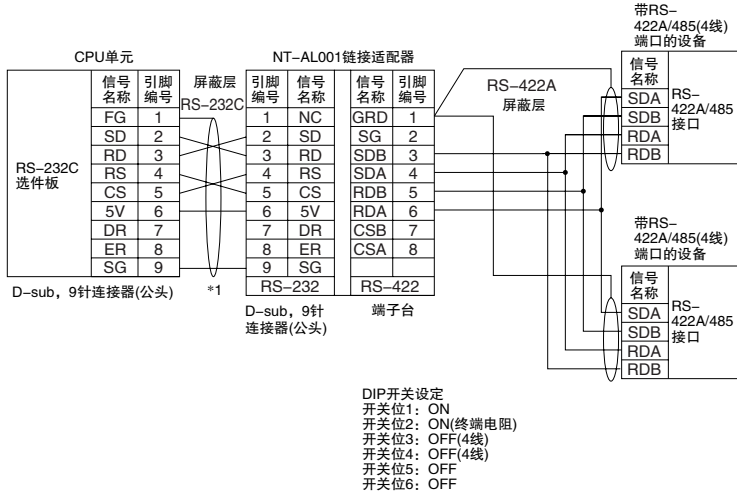 CPU单元
NT-AL001链接适配器
带RS-
422A/485(4线)
端口的设备
RS-232C
选件板
信号
名称
引脚
编号
FG 1
SD 2
RD 3
RS 4
CS 5
5V 6
DR 7
ER 8
SG 9
D-sub，9针连接器(公头)
屏蔽层
RS-232C
*1
引脚
编号
信号
名称
1 NC
2 SD
3 RD
4 RS
5 CS
6 5V
7 DR
8 ER
9 SG
RS-232
D-sub，9针
连接器(公头)
信号
名称
引脚
编号
GRD 1
SG 2
SDB 3
SDA 4
RDB 5
RDA 6
CSB 7
CSA 8
RS-422
端子台
RS-422A
屏蔽层
信号
名称
SDA
SDB
RDA
RDB
RS-
422A/485
接口
带RS-
422A/485(4线)
端口的设备
信号
名称
SDA
SDB
RDA
RDB
RS-
422A/485
接口
DIP开关设定
开关位1：ON
开关位2：ON(终端电阻)
开关位3：OFF(4线)
开关位4：OFF(4线)
开关位5：OFF
开关位6：OFF